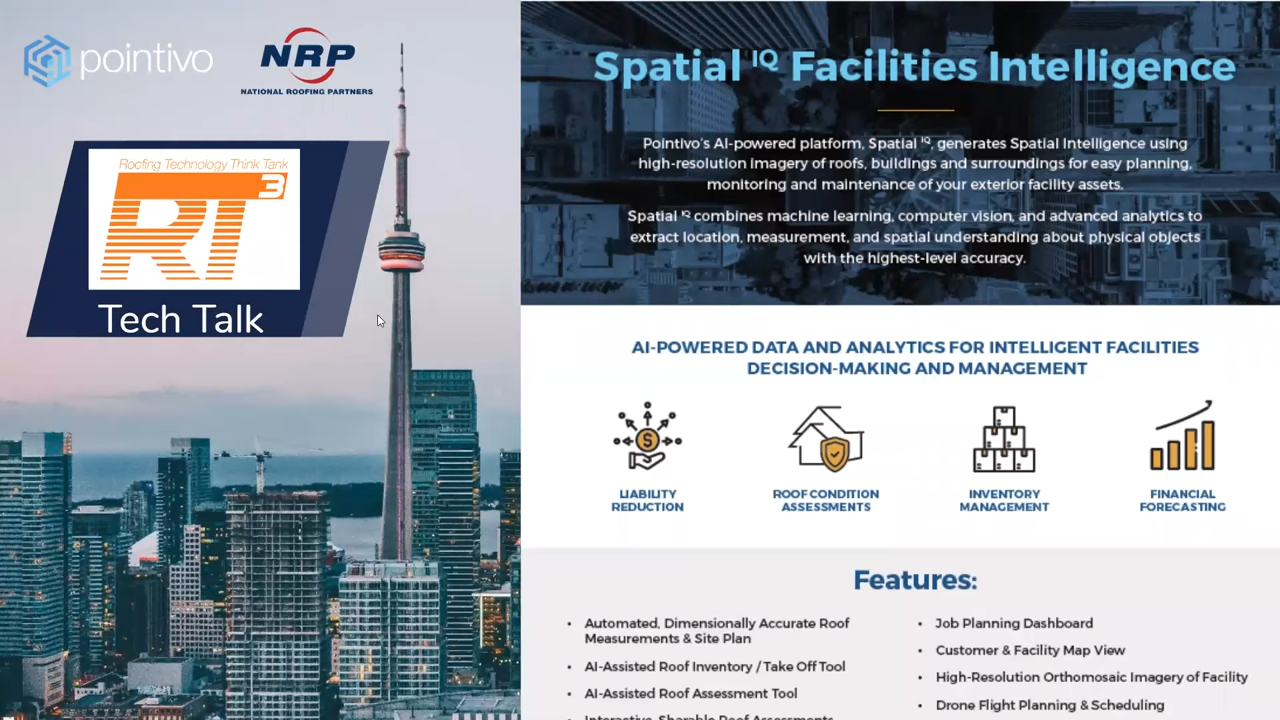 pointivo
NRP
NATIONAL ROOFING PARTNERS
Roofing Technology Think Tank
RT3
Tech Talk
Spatial IQ Facilities Intelligence
Pointivo's AI-powered platform, Spatial IQ, generates Spatial Intelligence using
high-resolution imagery of roofs, buildings and surroundings for easy planning,
monitoring and maintenance of your exterior facility assets.
Spatial IQ combines machine learning, computer vision, and advanced analytics to
extract location, measurement, and spatial understanding about physical objects
with the highest-level accuracy.
AI-POWERED DATA AND ANALYTICS FOR INTELLIGENT FACILITIES
DECISION-MAKING AND MANAGEMENT
LIABILITY
REDUCTION
ROOF CONDITION
ASSESSMENTS
INVENTORY
MANAGEMENT
FINANCIAL
FORECASTING
Features:
• Automated, Dimensionally Accurate Roof
Measurements & Site Plan
• AI-Assisted Roof Inventory / Take Off Tool
• AI-Assisted Roof Assessment Tool
Interactive, Sharable Roof Assessments
• Job Planning Dashboard
• Customer & Facility Map View
• High-Resolution Orthomosaic Imagery of Facility
• Drone Flight Planning & Scheduling